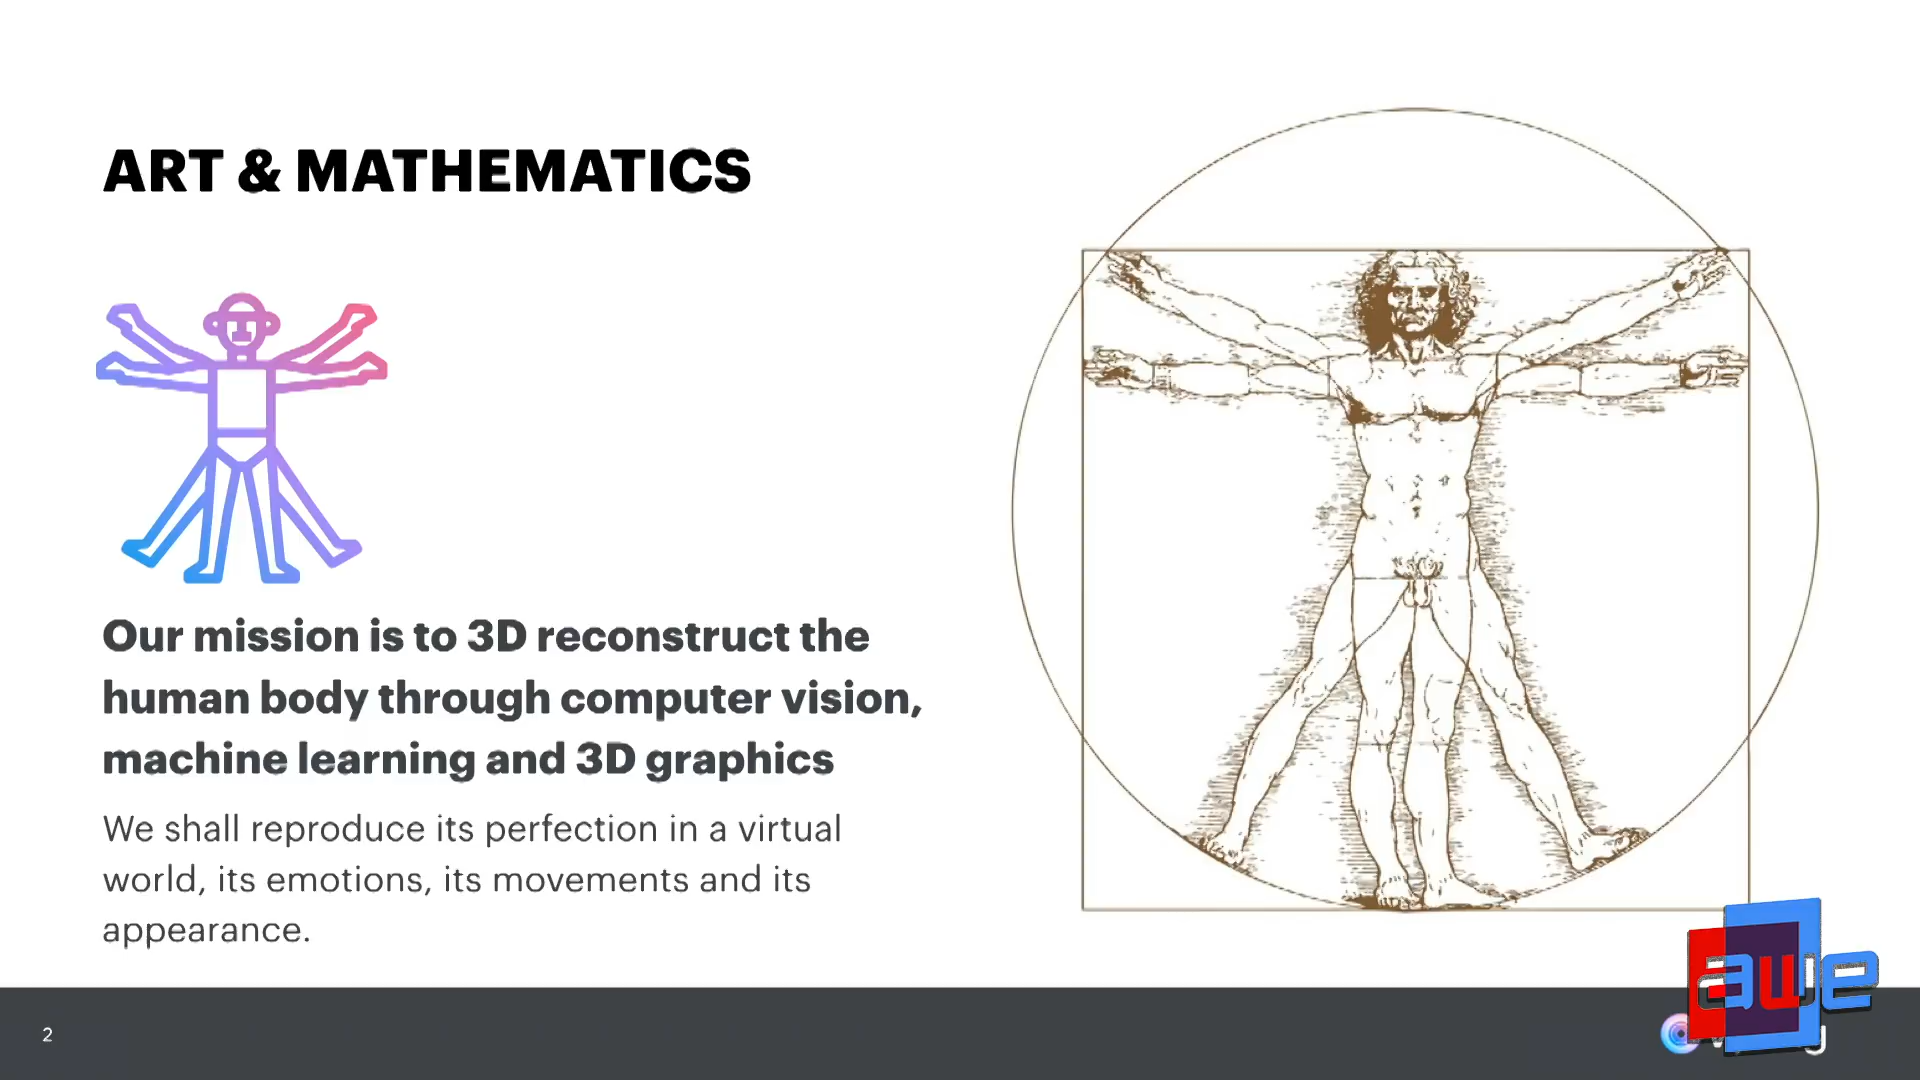 ART & MATHEMATICS
Our mission is to 3D reconstruct the
human body through computer vision,
machine learning and 3D graphics
We shall reproduce its perfection in a virtual
world, its emotions, its movements and its
appearance.
2
awe